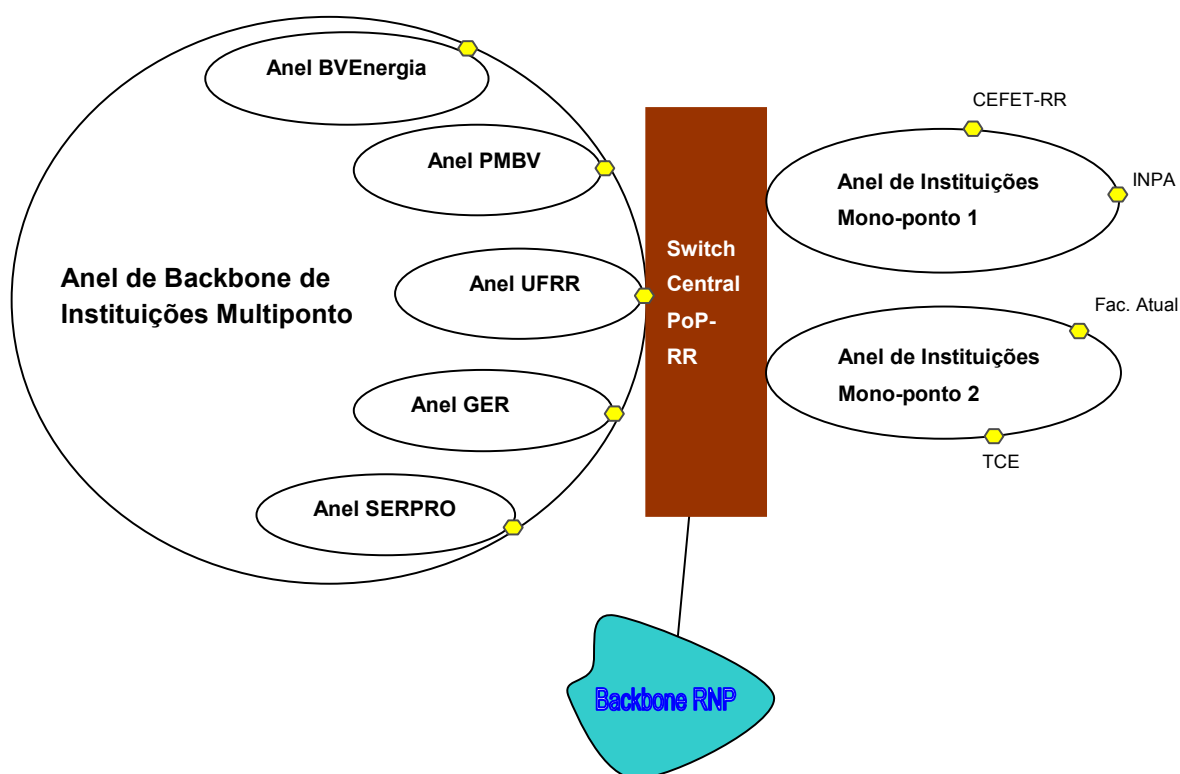 Anel BVEnergia
Anel PMBV
Anel de Backbone de
Instituições Multiponto
Anel UFRR
Anel GER
Anel SERPRO
Switch
Central
PoP-
RR
CEFET-RR
INPA
Anel de Instituições
Mono-ponto 1
Fac. Atual
Anel de Instituições
Mono-ponto 2
TCE
Backbone RNP